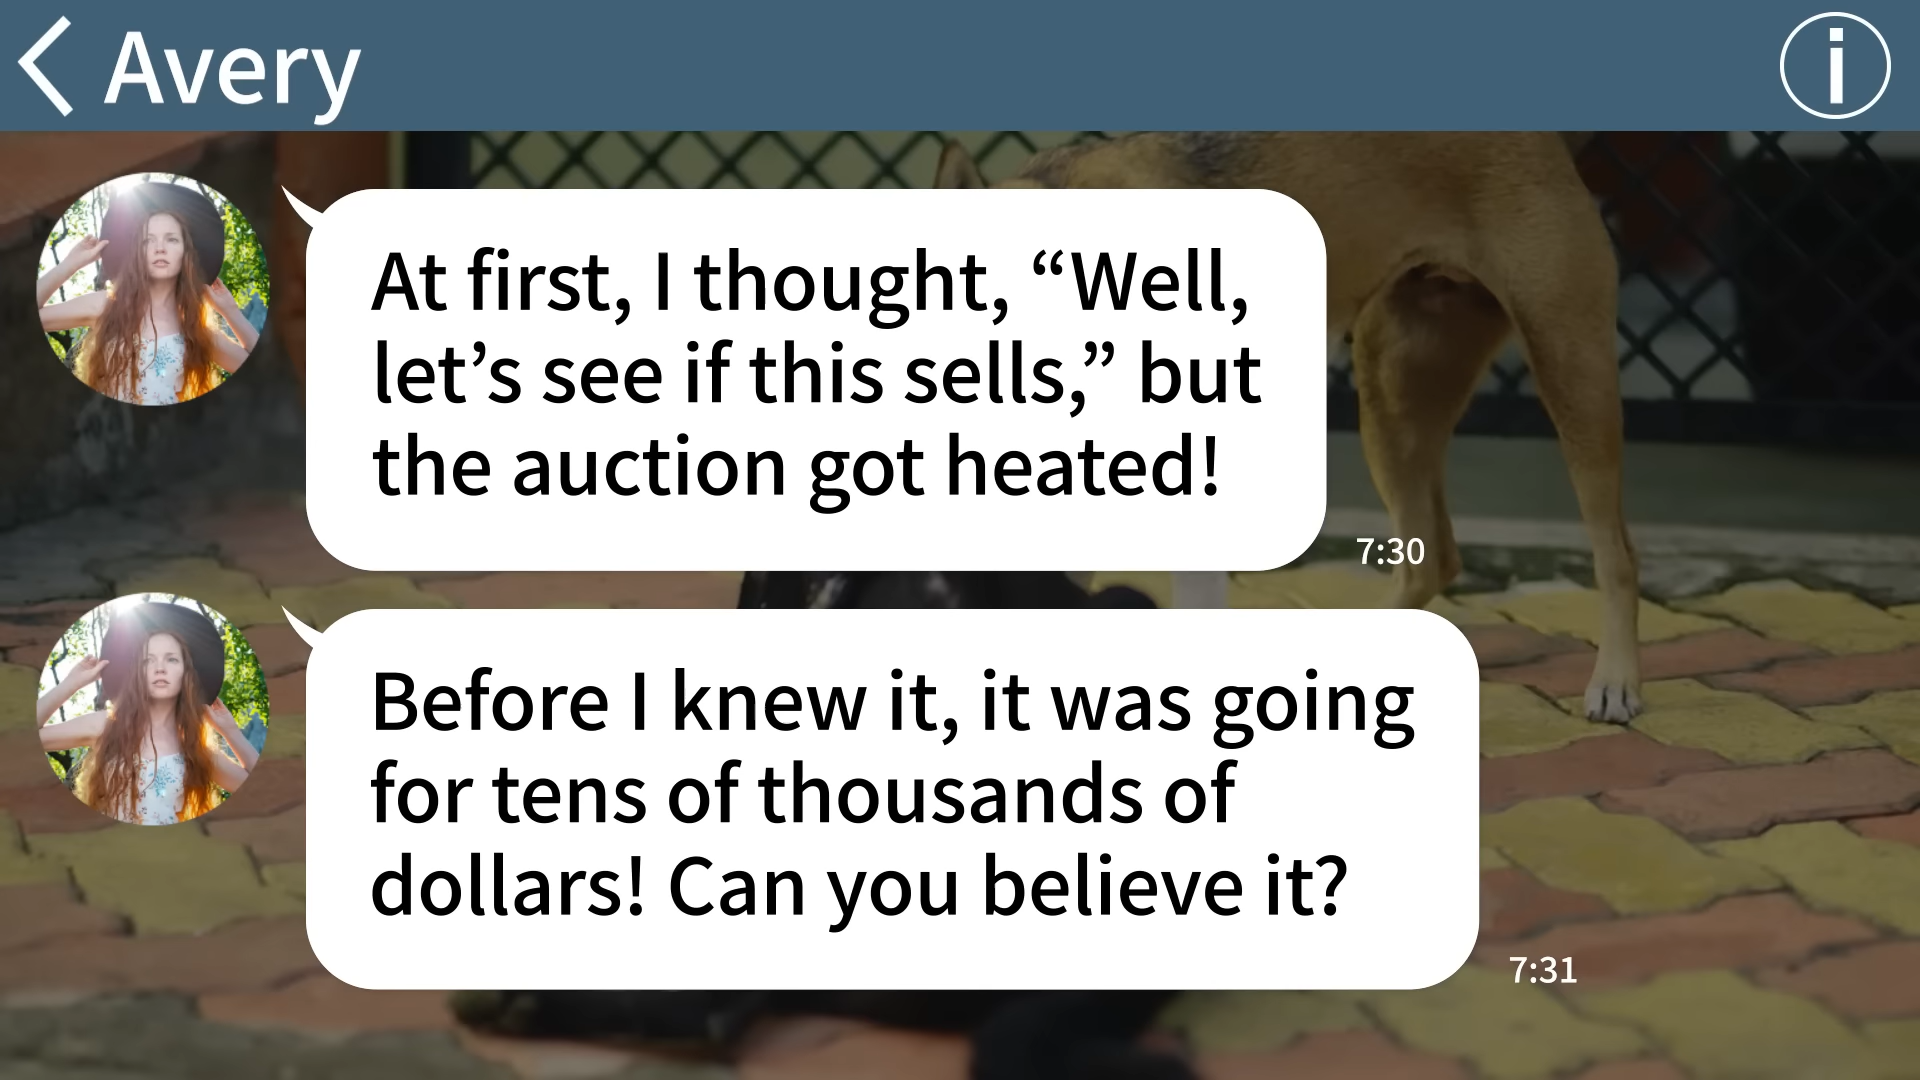 Avery
At first, I thought, “Well,
let’s see if this sells,” but
the auction got heated!
7:30
Before I knew it, it was going
for tens of thousands of
dollars! Can you believe it?
7:31